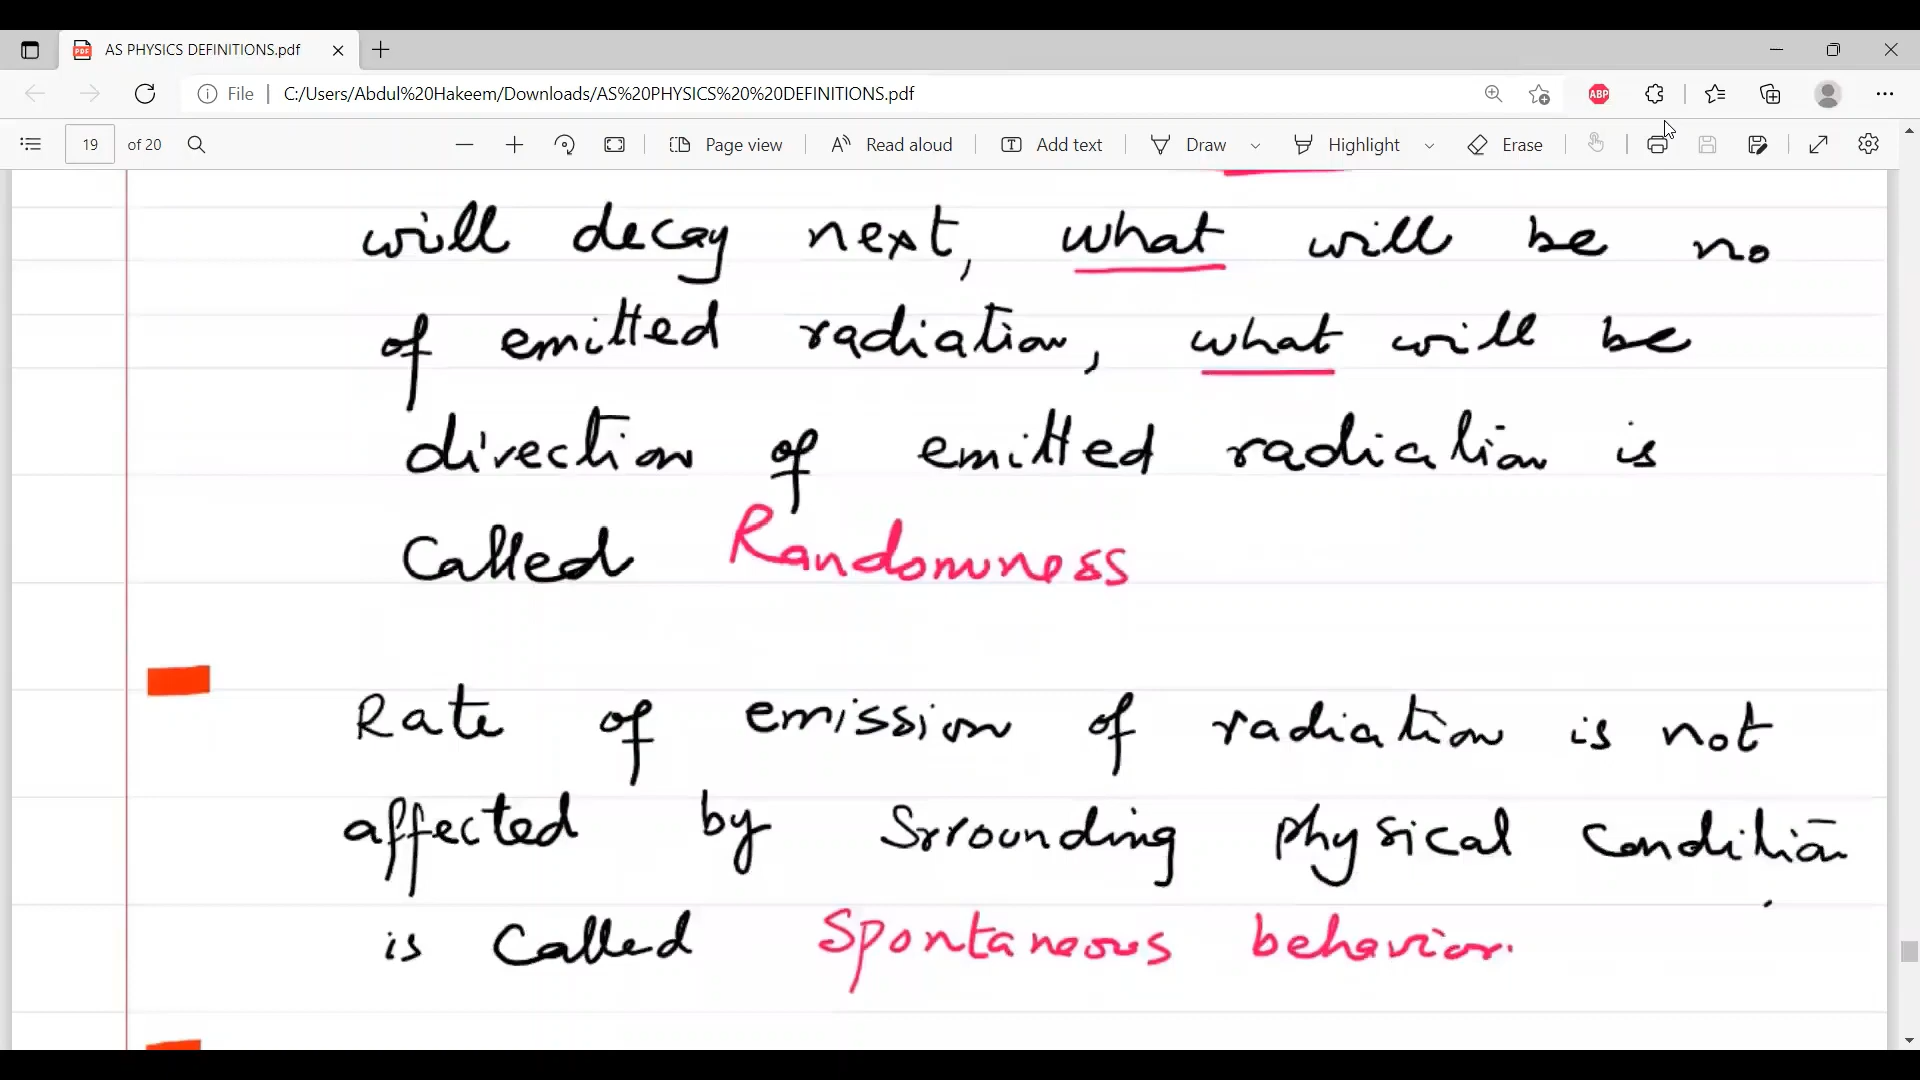 AS PHYSICS DEFINITIONS.pdf
File C:/Users/Abdul%20Hakeem/Downloads/AS%20PHYSICS%20%20DEFINITIONS.pdf
ABP
19 of 20 Page view Read aloud Add text Draw Highlight Erase
will decay next, what will be no
of emitted radiation, what will be
direction of emitted radiation is
Called Randomness
Rate of emission of radiation is not
affected by Srrounding physical condition
is Called Spontaneous behavior.